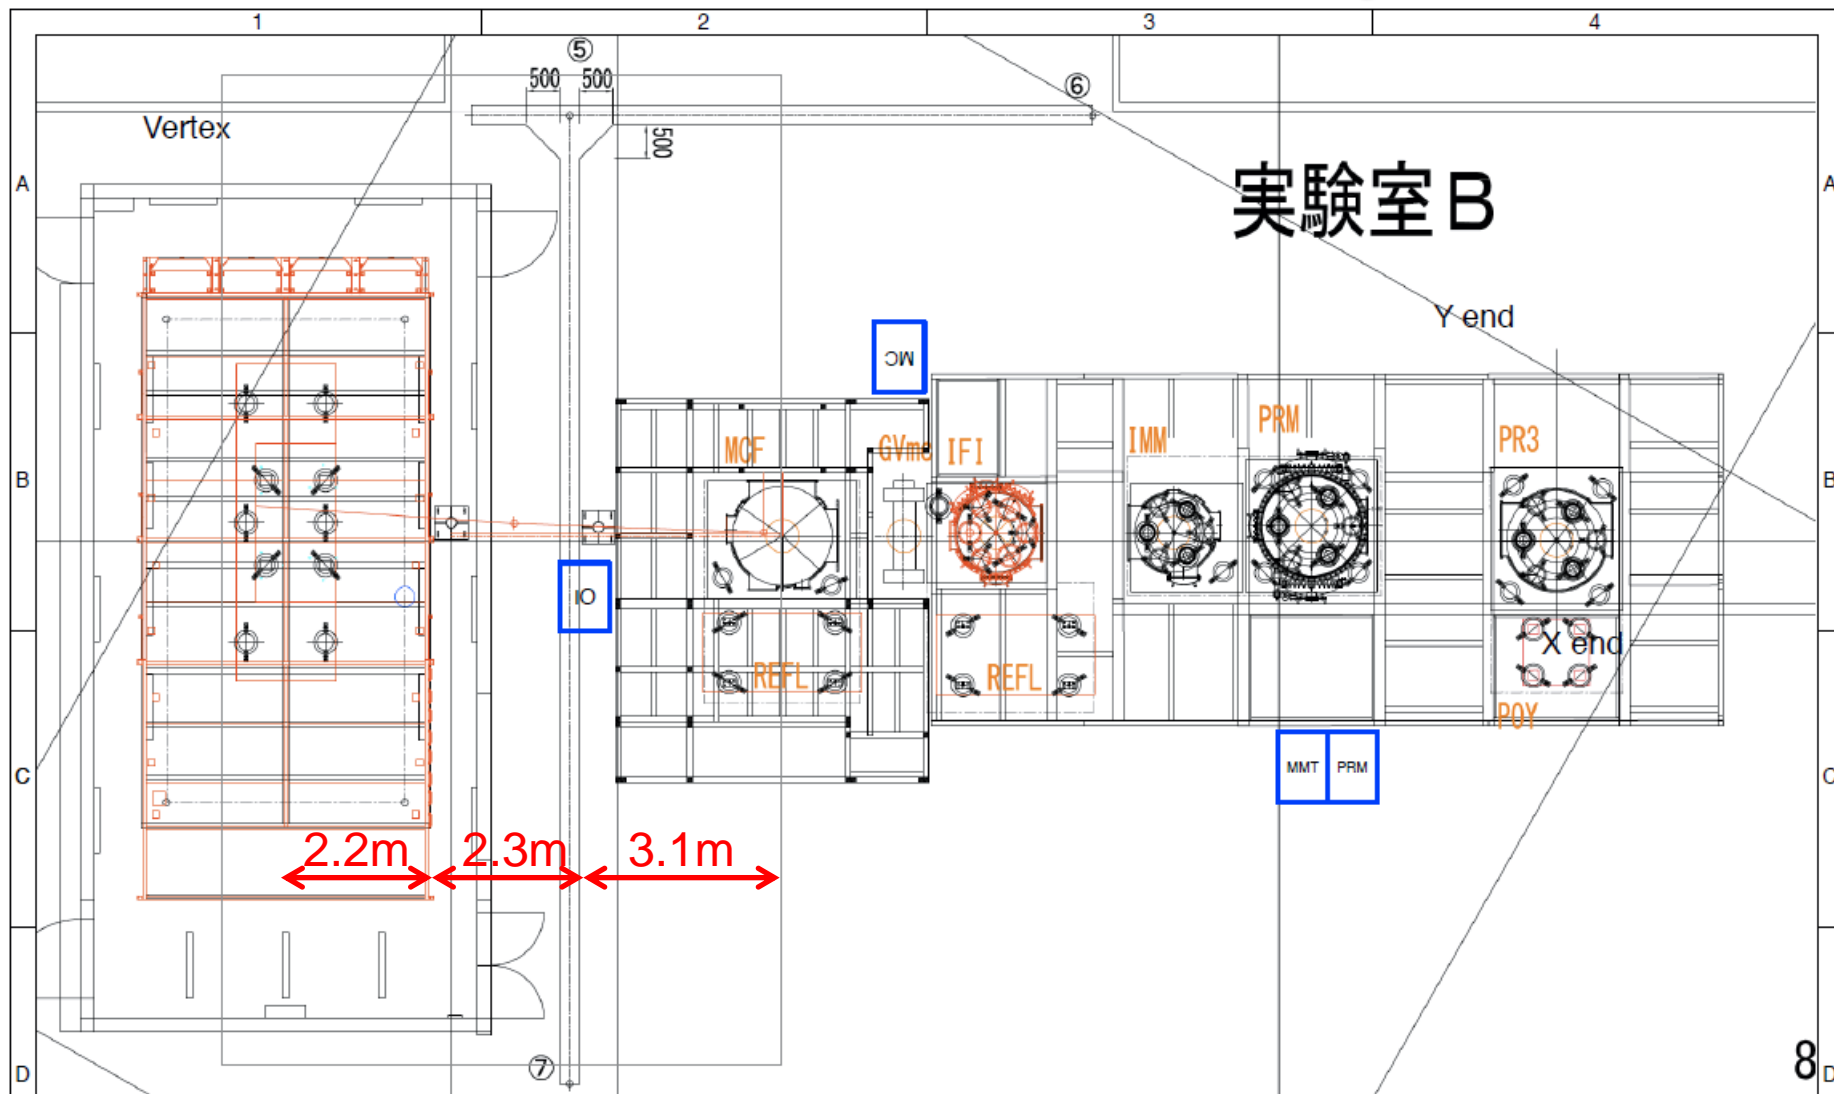 1 2 3 4
⑤
500 500
⑥
Vertex
500
A A
実験室B
Y end
MC
PRM
IMM
PR3
MCF GVmc IFI
B B
IO
X end
REFL REFL
POY
MMT PRM
C C
2.2m 2.3m 3.1m
⑦
8
D D